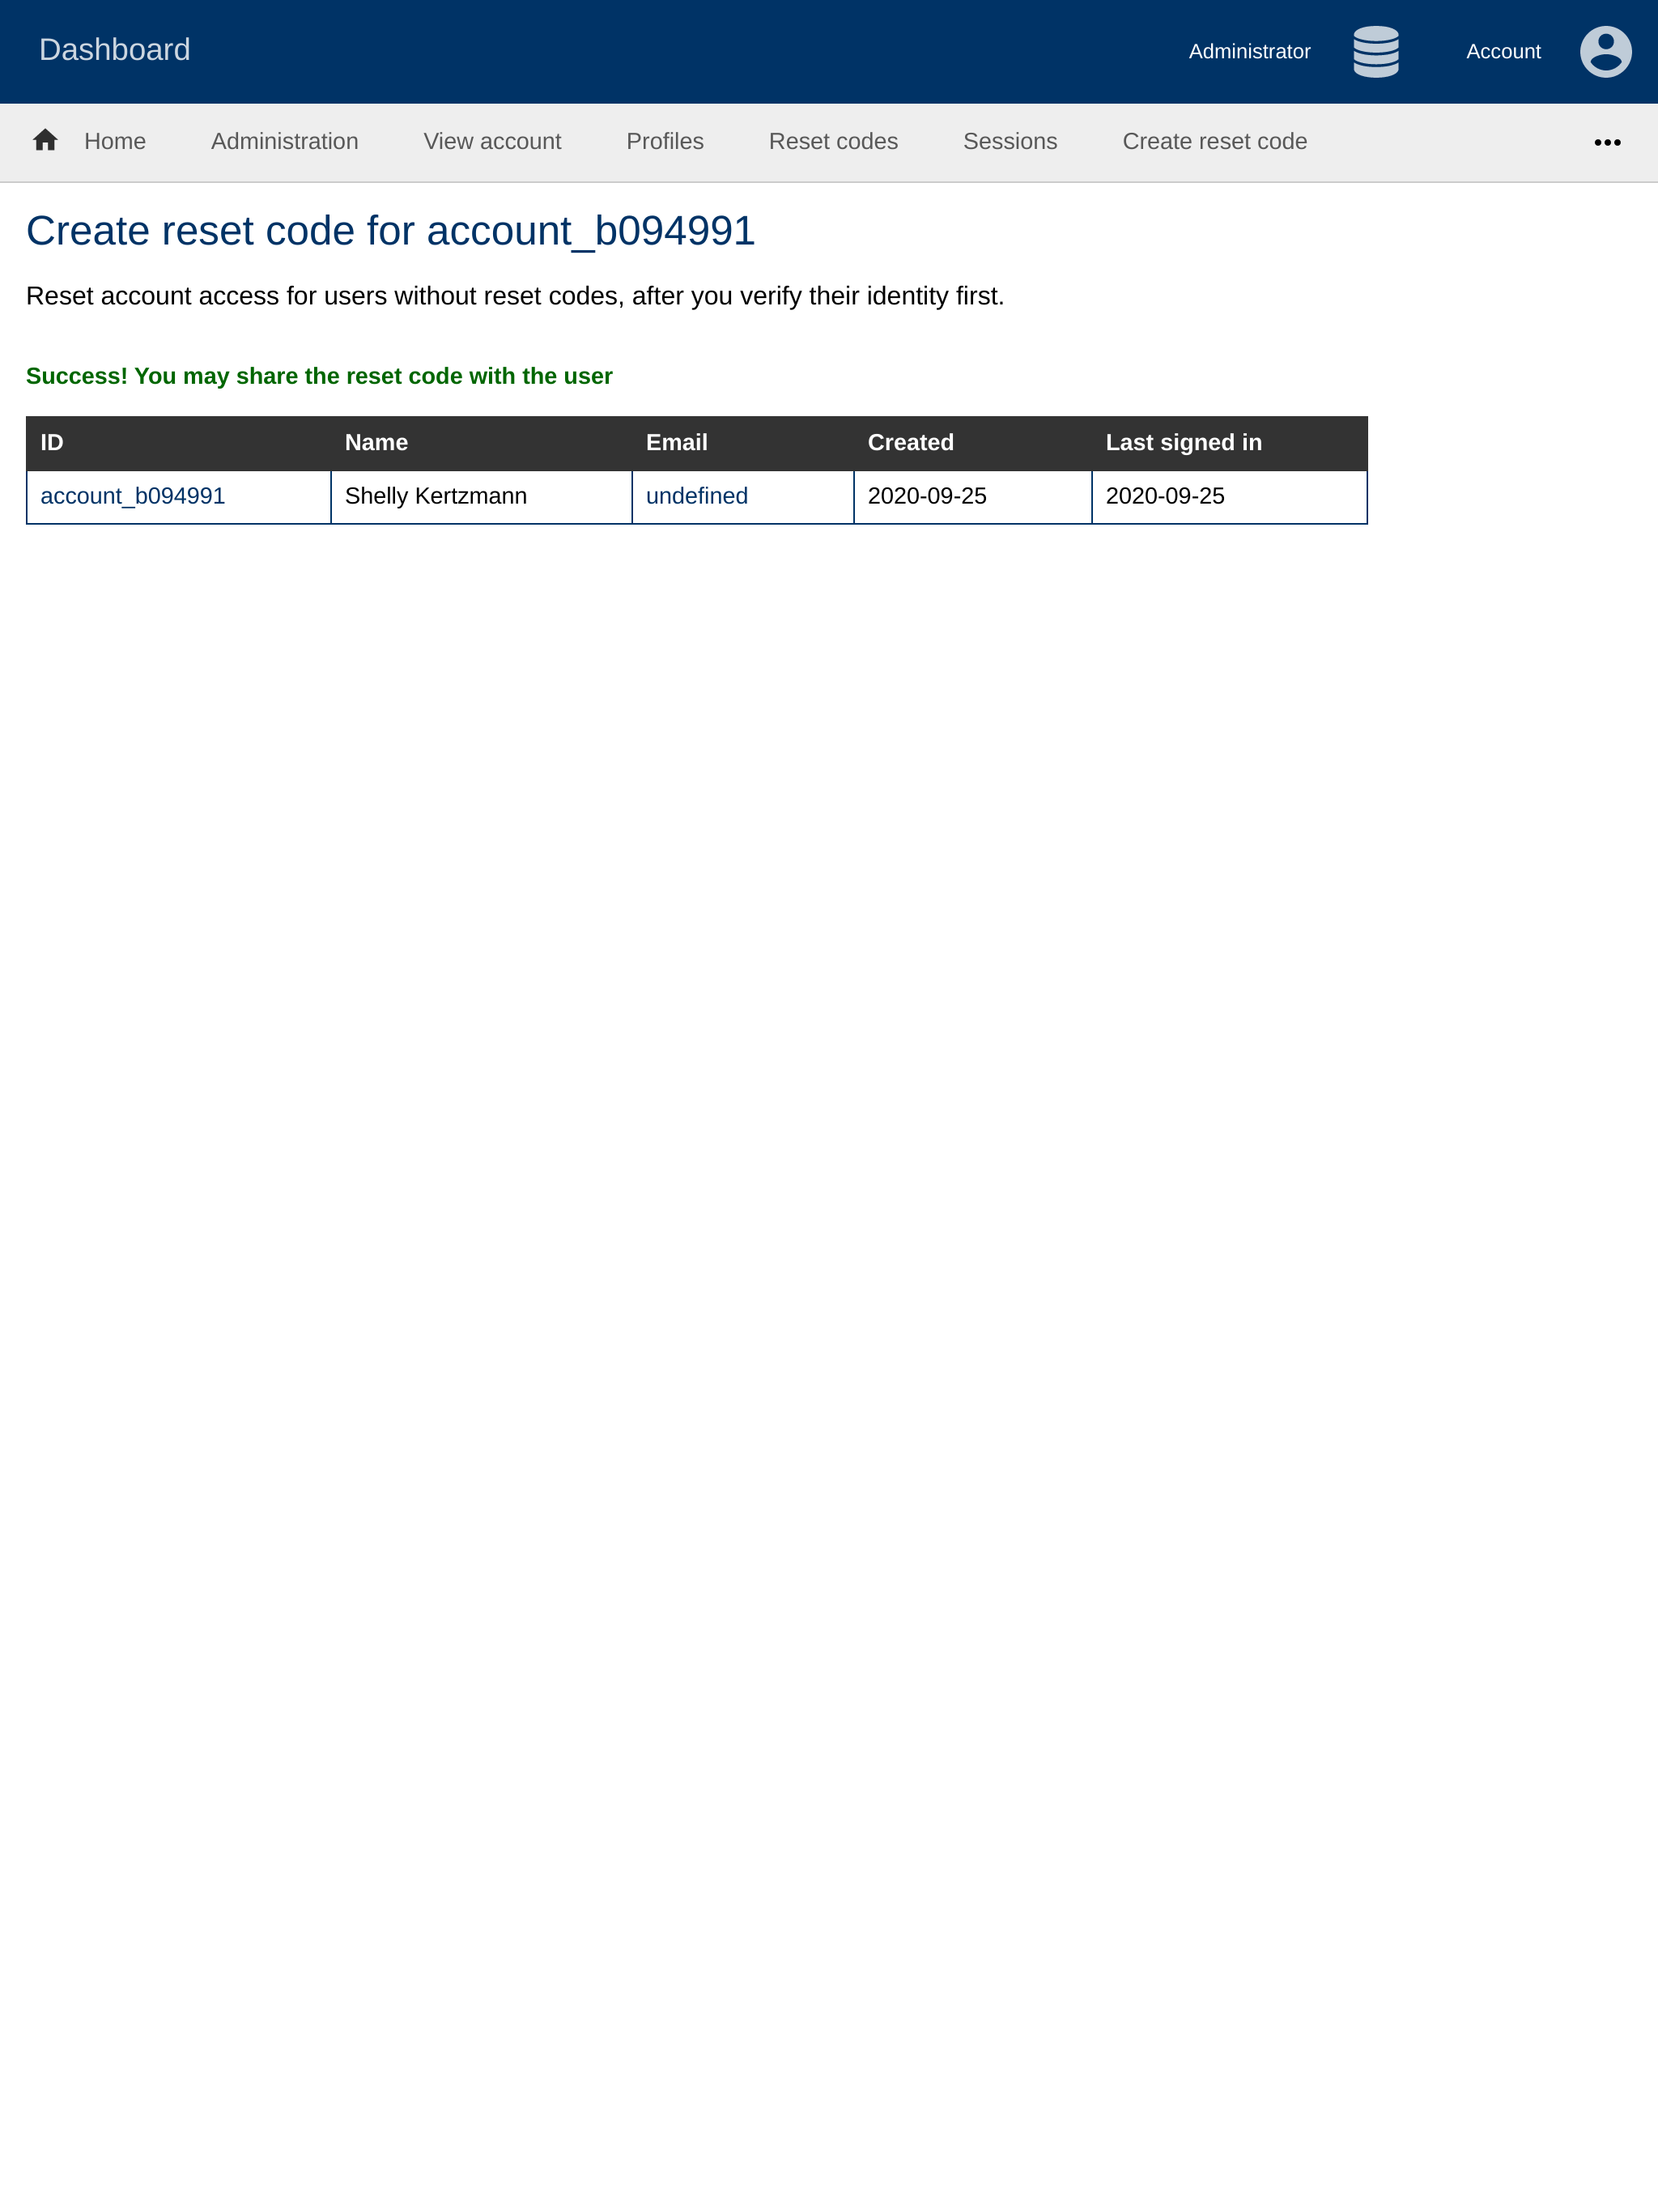 Dashboard Administrator Account
Home Administration View account Profiles Reset codes Sessions Create reset code
Create reset code for account_b094991
Reset account access for users without reset codes, after you verify their identity first.
Success! You may share the reset code with the user
ID Name Email Created Last signed in
account_b094991 Shelly Kertzmann undefined 2020-09-25 2020-09-25